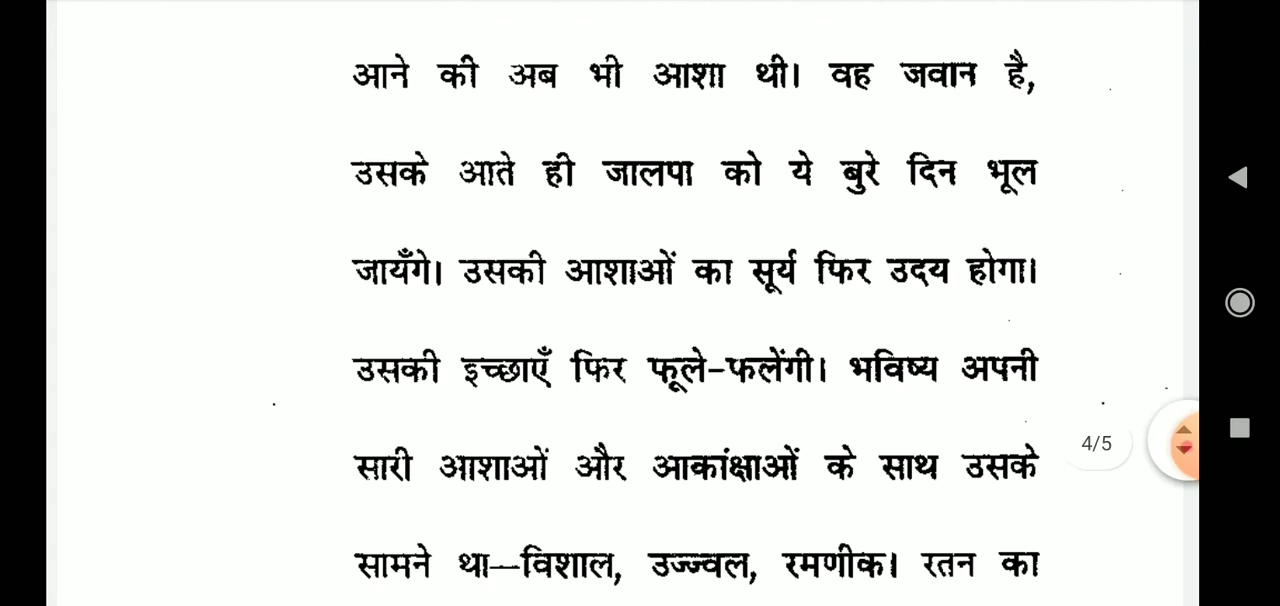 आने की अब भी आशा थी। वह जवान है,
उसके आते ही जालपा को ये बुरे दिन भूल
जायँगे। उसकी आशाओं का सूर्य फिर उदय होगा।
उसकी इच्छाएँ फिर फूले-फलेंगी। भविष्य अपनी
सारी आशाओं और आकांक्षाओं के साथ उसके
सामने था—विशाल, उज्ज्वल, रमणीक। रतन का
4/5